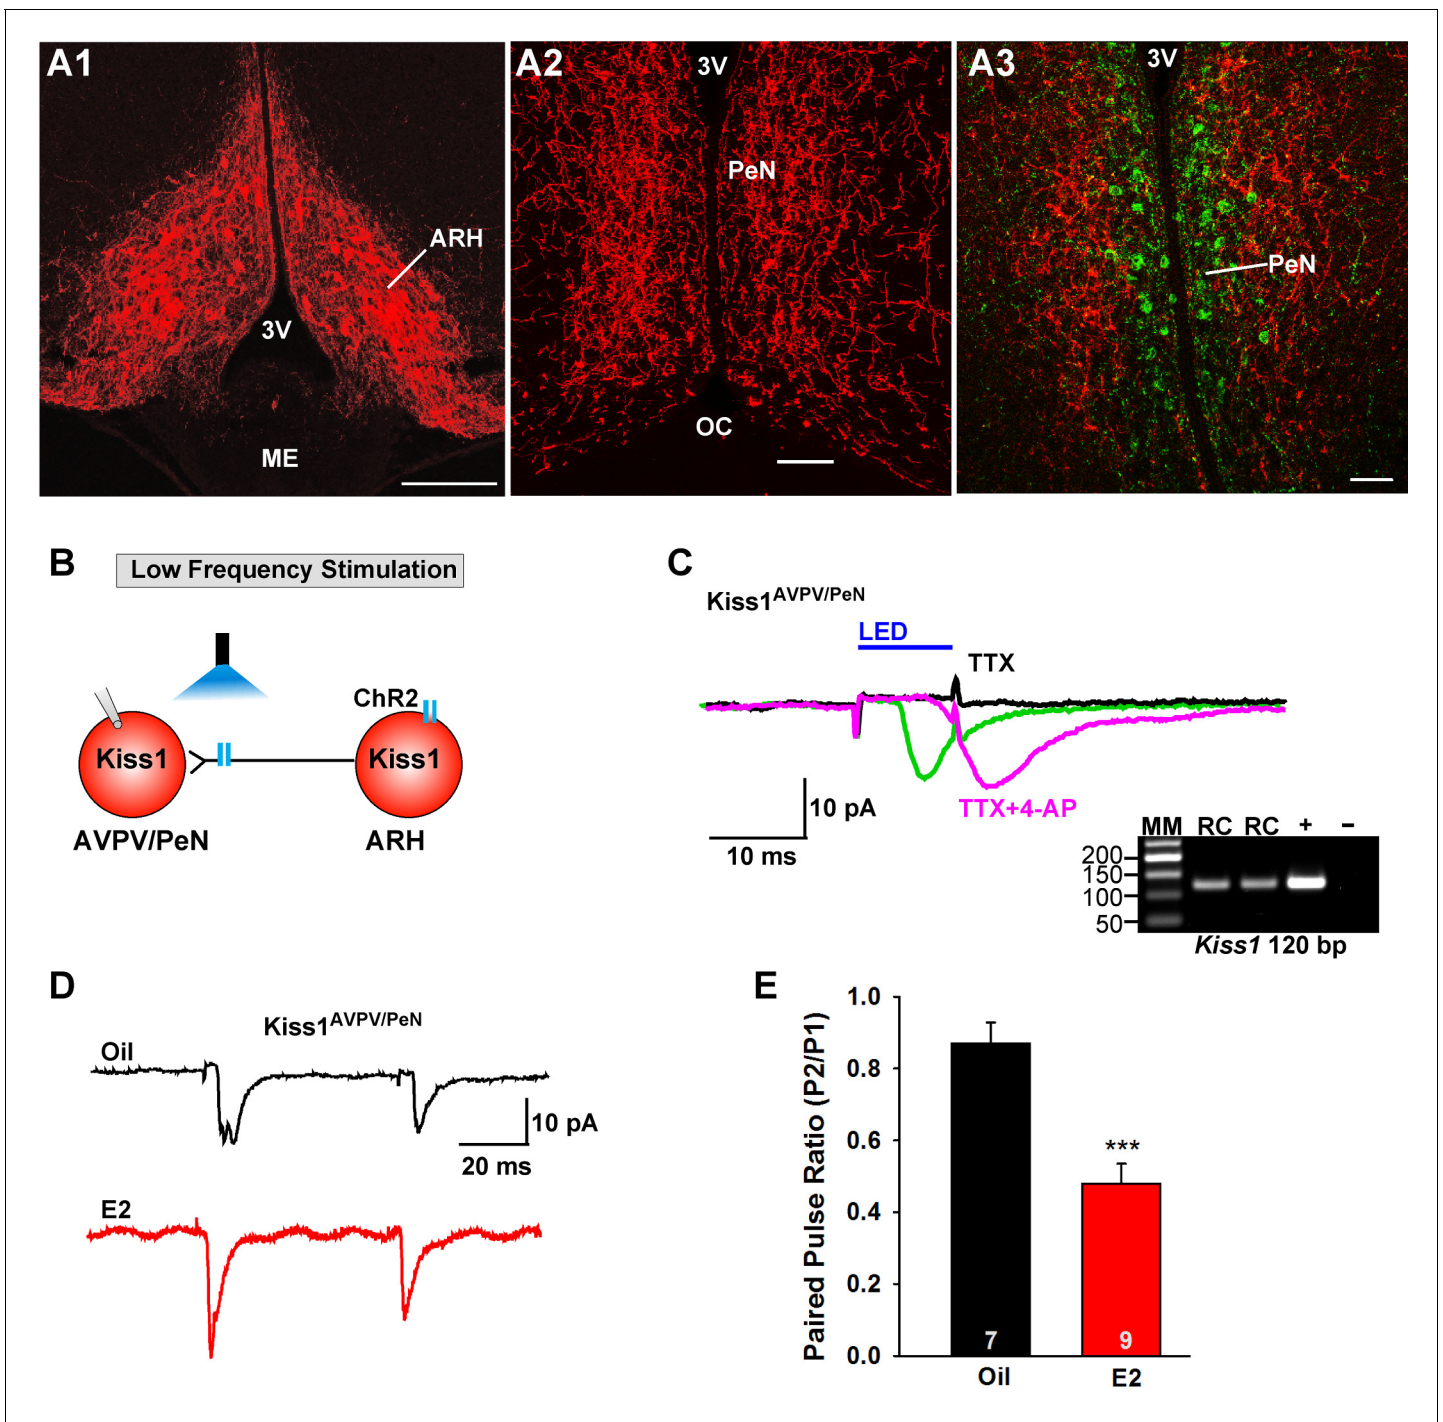 A1
ARH
3V
ME
A2
3V
PeN
OC
A3
3V
PeN
B
Low Frequency Stimulation
ChR2
Kiss1
Kiss1
AVPV/PeN
ARH
C
Kiss1AVPV/PeN
LED
TTX
10 pA
TTX+4-AP
10 ms
MM RC RC + −
200
150
100
50
Kiss1 120 bp
D
Kiss1AVPV/PeN
Oil
10 pA
20 ms
E2
E
Paired Pulse Ratio (P2/P1)
1.0
0.8
0.6
0.4
0.2
0.0
***
7
9
Oil
E2